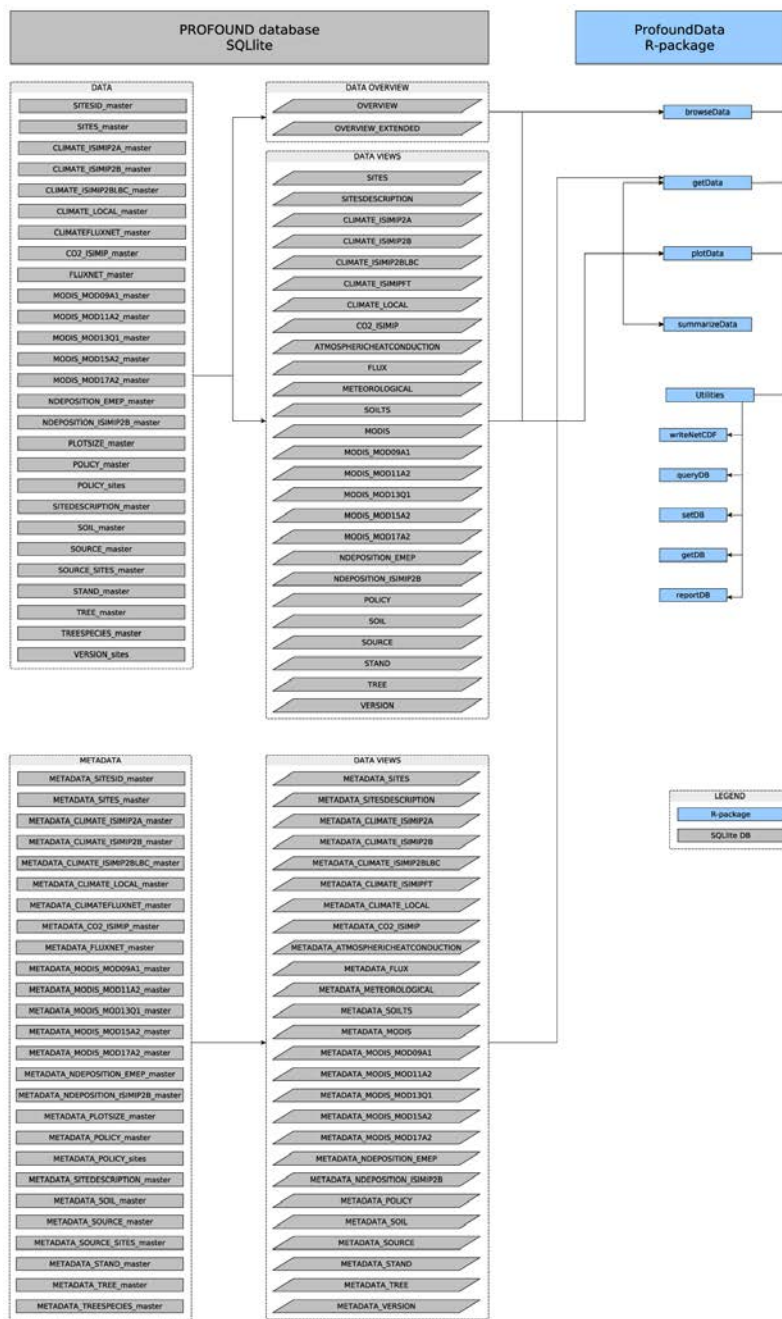 PROFOUND database
SQLlite
ProfoundData
R-package
DATA
SITESID_master
SITES_master
CLIMATE_ISIMIP2A_master
CLIMATE_ISIMIP2B_master
CLIMATE_ISIMIP2BLBC_master
CLIMATE_LOCAL_master
CLIMATEFLUXNET_master
CO2_ISIMIP_master
FLUXNET_master
MODIS_MOD09A1_master
MODIS_MOD11A2_master
MODIS_MOD13Q1_master
MODIS_MOD15A2_master
MODIS_MOD17A2_master
NDEPOSITION_EMEP_master
NDEPOSITION_ISIMIP2B_master
PLOTSIZE_master
POLICY_master
POLICY_sites
SITEDESCRIPTION_master
SOIL_master
SOURCE_master
SOURCE_SITES_master
STAND_master
TREE_master
TREESPECIES_master
VERSION_sites
DATA OVERVIEW
OVERVIEW
OVERVIEW_EXTENDED
DATA VIEWS
SITES
SITESDESCRIPTION
CLIMATE_ISIMIP2A
CLIMATE_ISIMIP2B
CLIMATE_ISIMIP2BLBC
CLIMATE_ISIMIPFT
CLIMATE_LOCAL
CO2_ISIMIP
ATMOSPHERICHEATCONDUCTION
FLUX
METEOROLOGICAL
SOILTS
MODIS
MODIS_MOD09A1
MODIS_MOD11A2
MODIS_MOD13Q1
MODIS_MOD15A2
MODIS_MOD17A2
NDEPOSITION_EMEP
NDEPOSITION_ISIMIP2B
POLICY
SOIL
SOURCE
STAND
TREE
VERSION
browseData
getData
plotData
summarizeData
Utilities
writeNetCDF
queryDB
setDB
getDB
reportDB
METADATA
METADATA_SITESID_master
METADATA_SITES_master
METADATA_CLIMATE_ISIMIP2A_master
METADATA_CLIMATE_ISIMIP2B_master
METADATA_CLIMATE_ISIMIP2BLBC_master
METADATA_CLIMATE_LOCAL_master
METADATA_CLIMATEFLUXNET_master
METADATA_CO2_ISIMIP_master
METADATA_FLUXNET_master
METADATA_MODIS_MOD09A1_master
METADATA_MODIS_MOD11A2_master
METADATA_MODIS_MOD13Q1_master
METADATA_MODIS_MOD15A2_master
METADATA_MODIS_MOD17A2_master
METADATA_NDEPOSITION_EMEP_master
METADATA_NDEPOSITION_ISIMIP2B_master
METADATA_PLOTSIZE_master
METADATA_POLICY_master
METADATA_POLICY_sites
METADATA_SITEDESCRIPTION_master
METADATA_SOIL_master
METADATA_SOURCE_master
METADATA_SOURCE_SITES_master
METADATA_STAND_master
METADATA_TREE_master
METADATA_TREESPECIES_master
DATA VIEWS
METADATA_SITES
METADATA_SITESDESCRIPTION
METADATA_CLIMATE_ISIMIP2A
METADATA_CLIMATE_ISIMIP2B
METADATA_CLIMATE_ISIMIP2BLBC
METADATA_CLIMATE_ISIMIPFT
METADATA_CLIMATE_LOCAL
METADATA_CO2_ISIMIP
METADATA_ATMOSPHERICHEATCONDUCTION
METADATA_FLUX
METADATA_METEOROLOGICAL
METADATA_SOILTS
METADATA_MODIS
METADATA_MODIS_MOD09A1
METADATA_MODIS_MOD11A2
METADATA_MODIS_MOD13Q1
METADATA_MODIS_MOD15A2
METADATA_MODIS_MOD17A2
METADATA_NDEPOSITION_EMEP
METADATA_NDEPOSITION_ISIMIP2B
METADATA_POLICY
METADATA_SOIL
METADATA_SOURCE
METADATA_STAND
METADATA_TREE
METADATA_VERSION
LEGEND
R-package
SQLlite DB